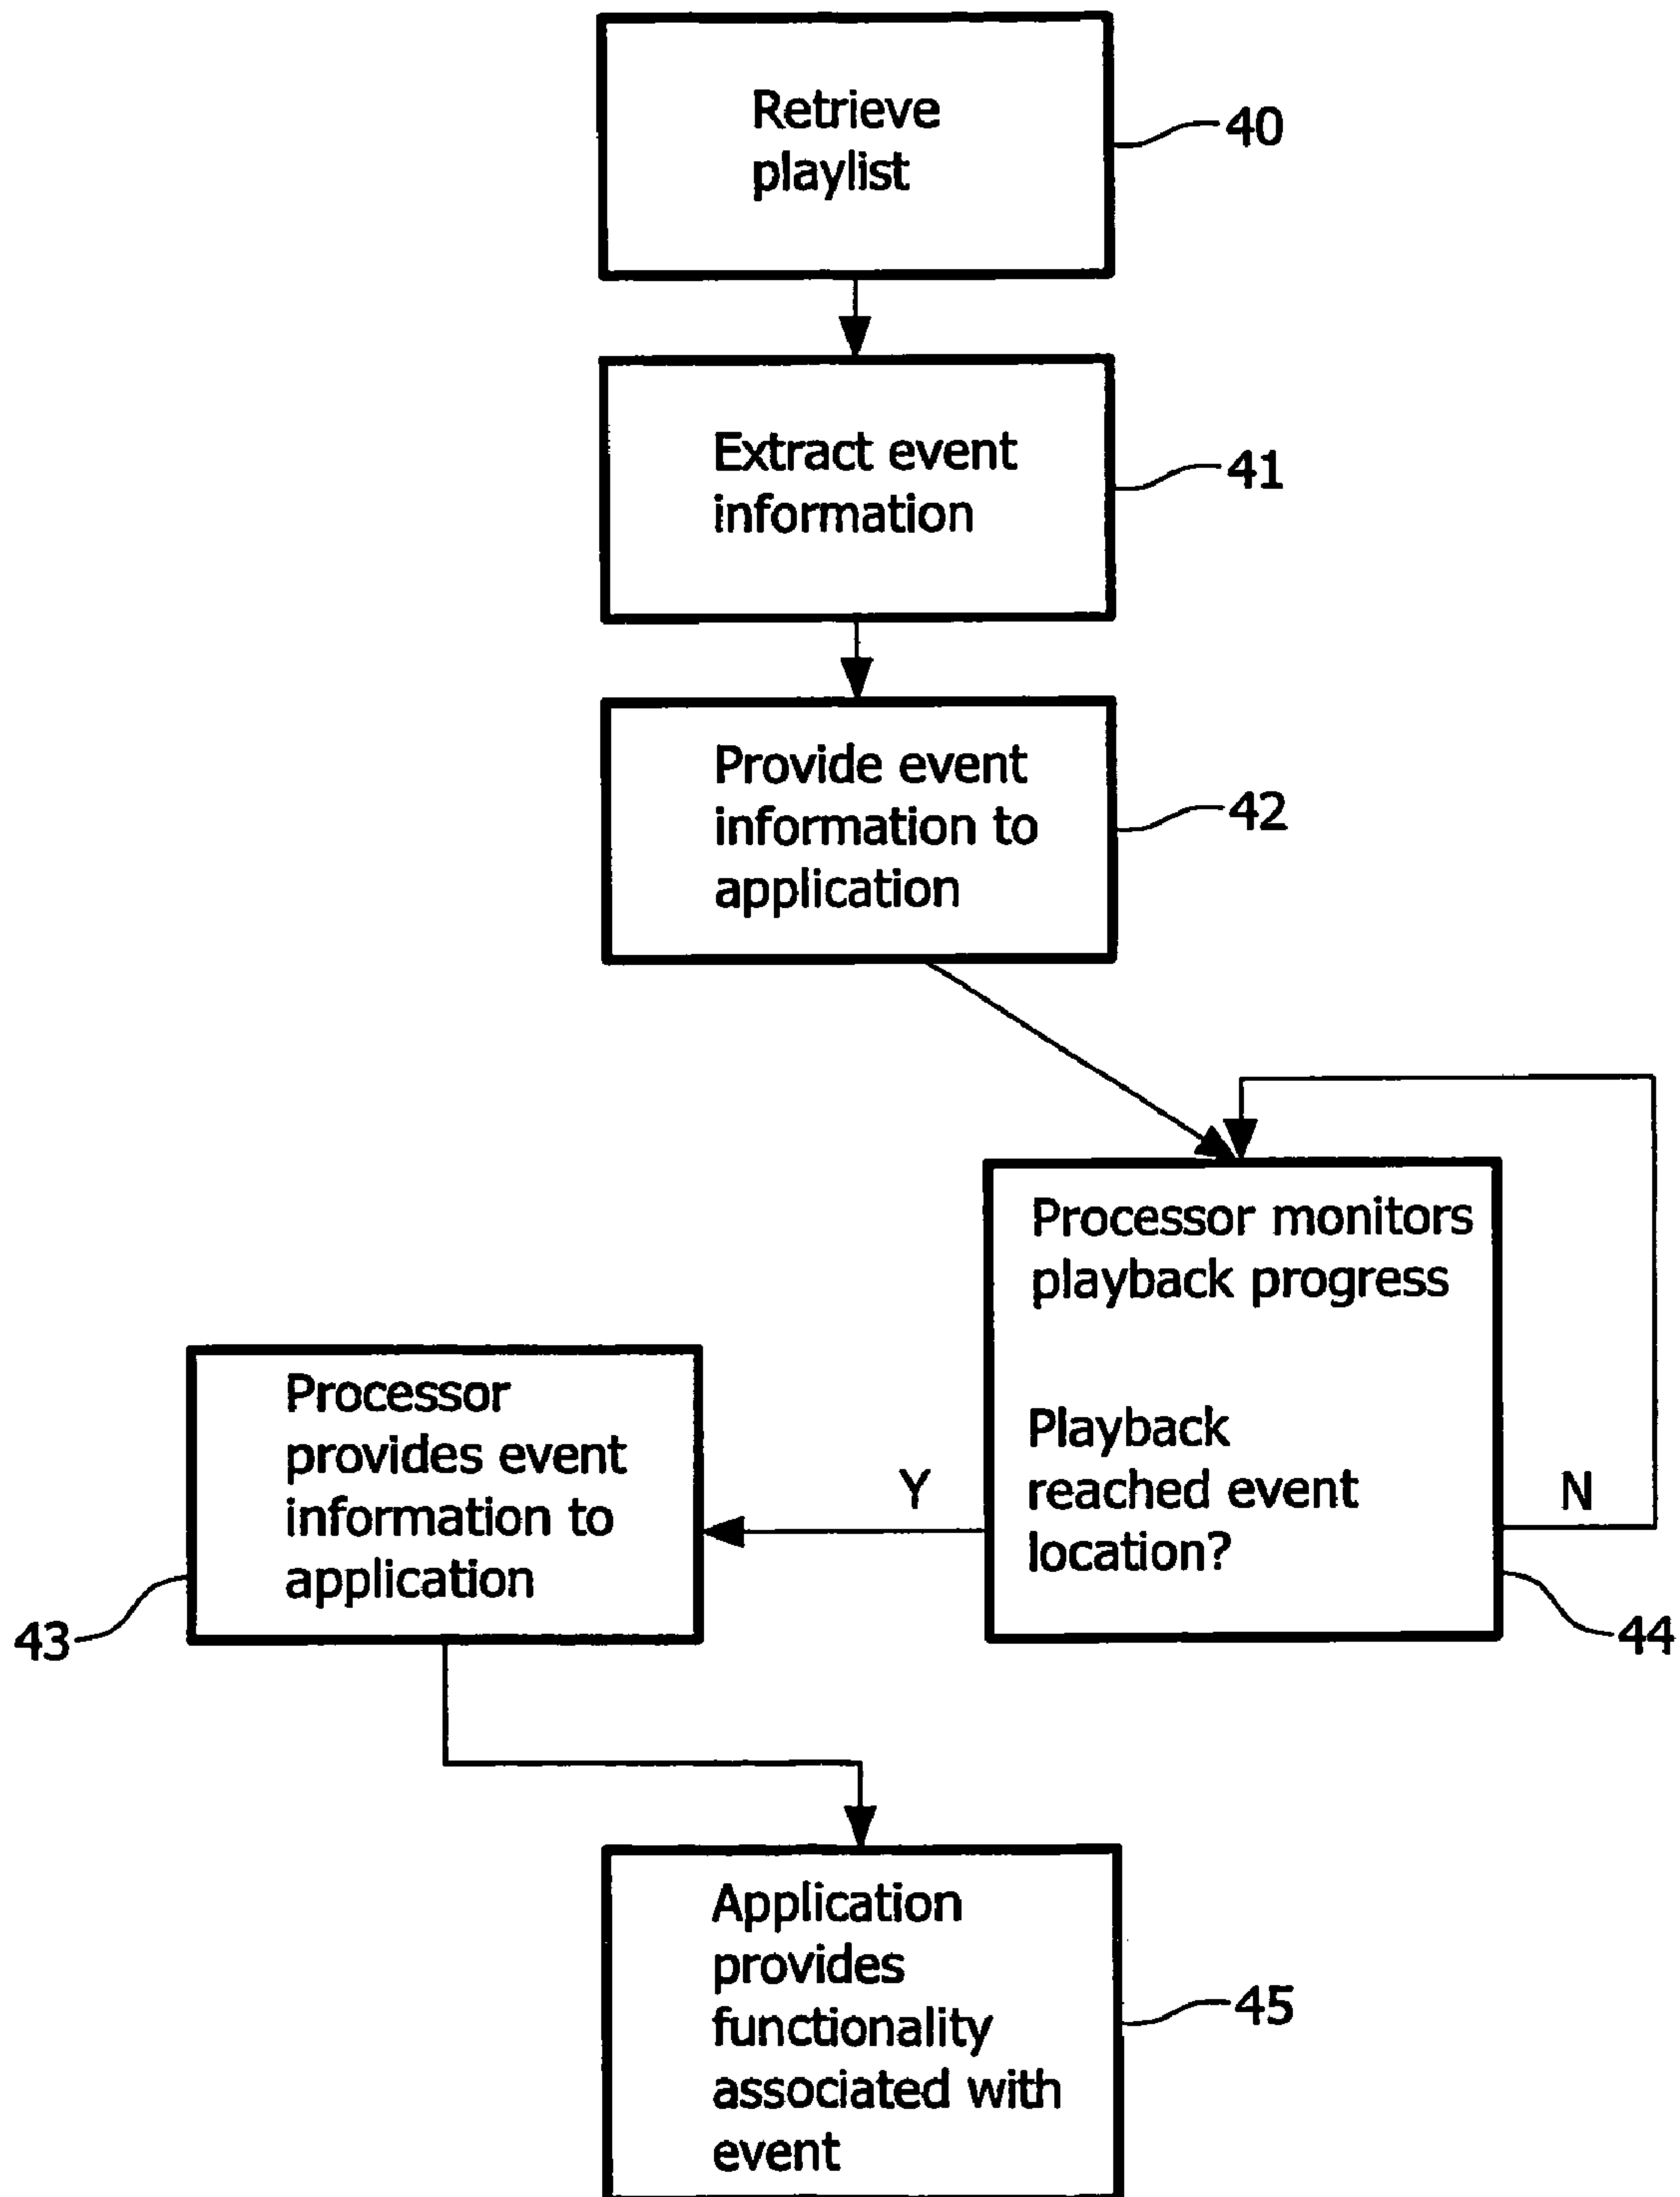 Retrieve
playlist
40
Extract event
information
41
Provide event
information to
application
42
Processor monitors
playback progress
Playback
reached event
location?
Y
N
44
Processor
provides event
information to
application
43
Application
provides
functionality
associated with
event
45